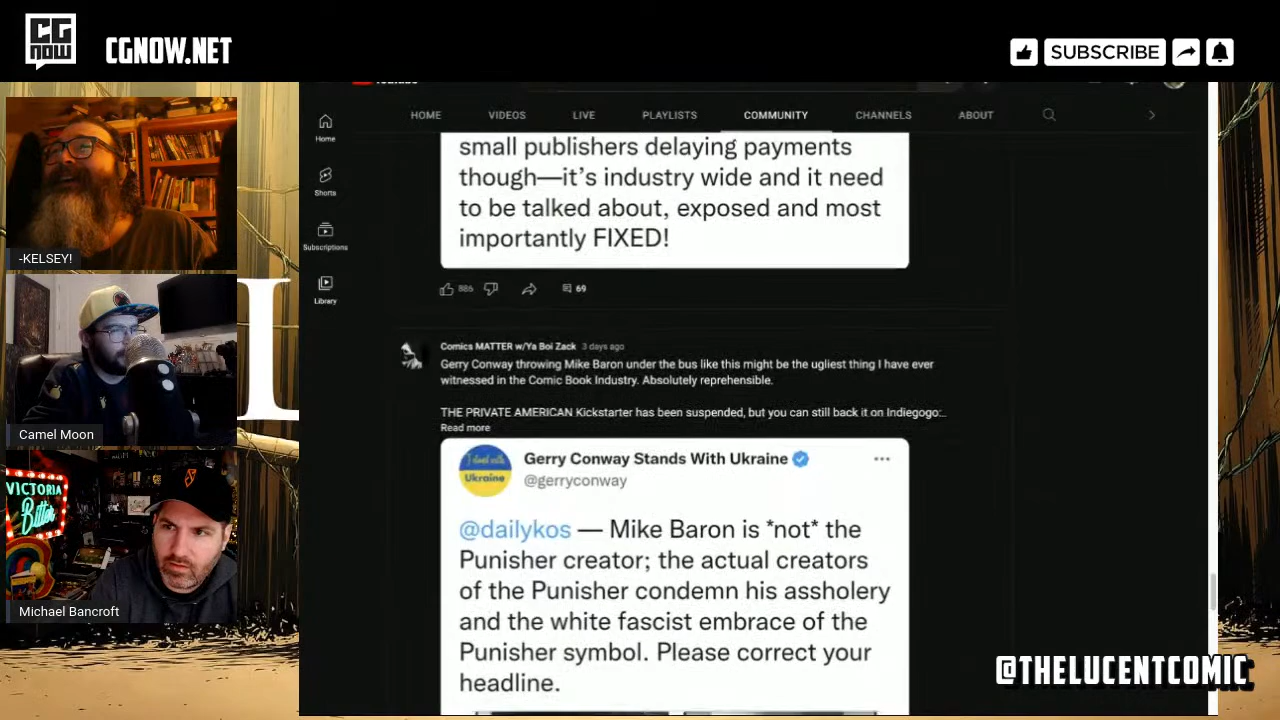 CG
NOW
CGNOW.NET
SUBSCRIBE
HOME
VIDEOS
LIVE
PLAYLISTS
COMMUNITY
CHANNELS
ABOUT
Home
Shorts
Subscriptions
Library
small publishers delaying payments
though—it's industry wide and it need
to be talked about, exposed and most
importantly FIXED!
886
69
Comics MATTER w/Ya Boi Zack 3 days ago
Gerry Conway throwing Mike Baron under the bus like this might be the ugliest thing I have ever
witnessed in the Comic Book Industry. Absolutely reprehensible.
THE PRIVATE AMERICAN Kickstarter has been suspended, but you can still back it on Indiegogo:...
Read more
Ukraine
Gerry Conway Stands With Ukraine
@gerryconway
@dailykos — Mike Baron is *not* the
Punisher creator; the actual creators
of the Punisher condemn his assholery
and the white fascist embrace of the
Punisher symbol. Please correct your
headline.
-KELSEY!
Camel Moon
VICTORIA
Bitter
Michael Bancroft
@THELUCENTCOMIC